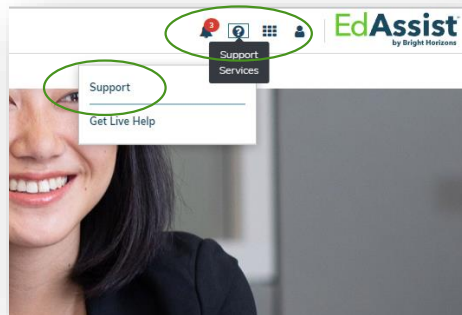 3
?
EdAssist
by Bright Horizons
Support
Services
Support
Get Live Help